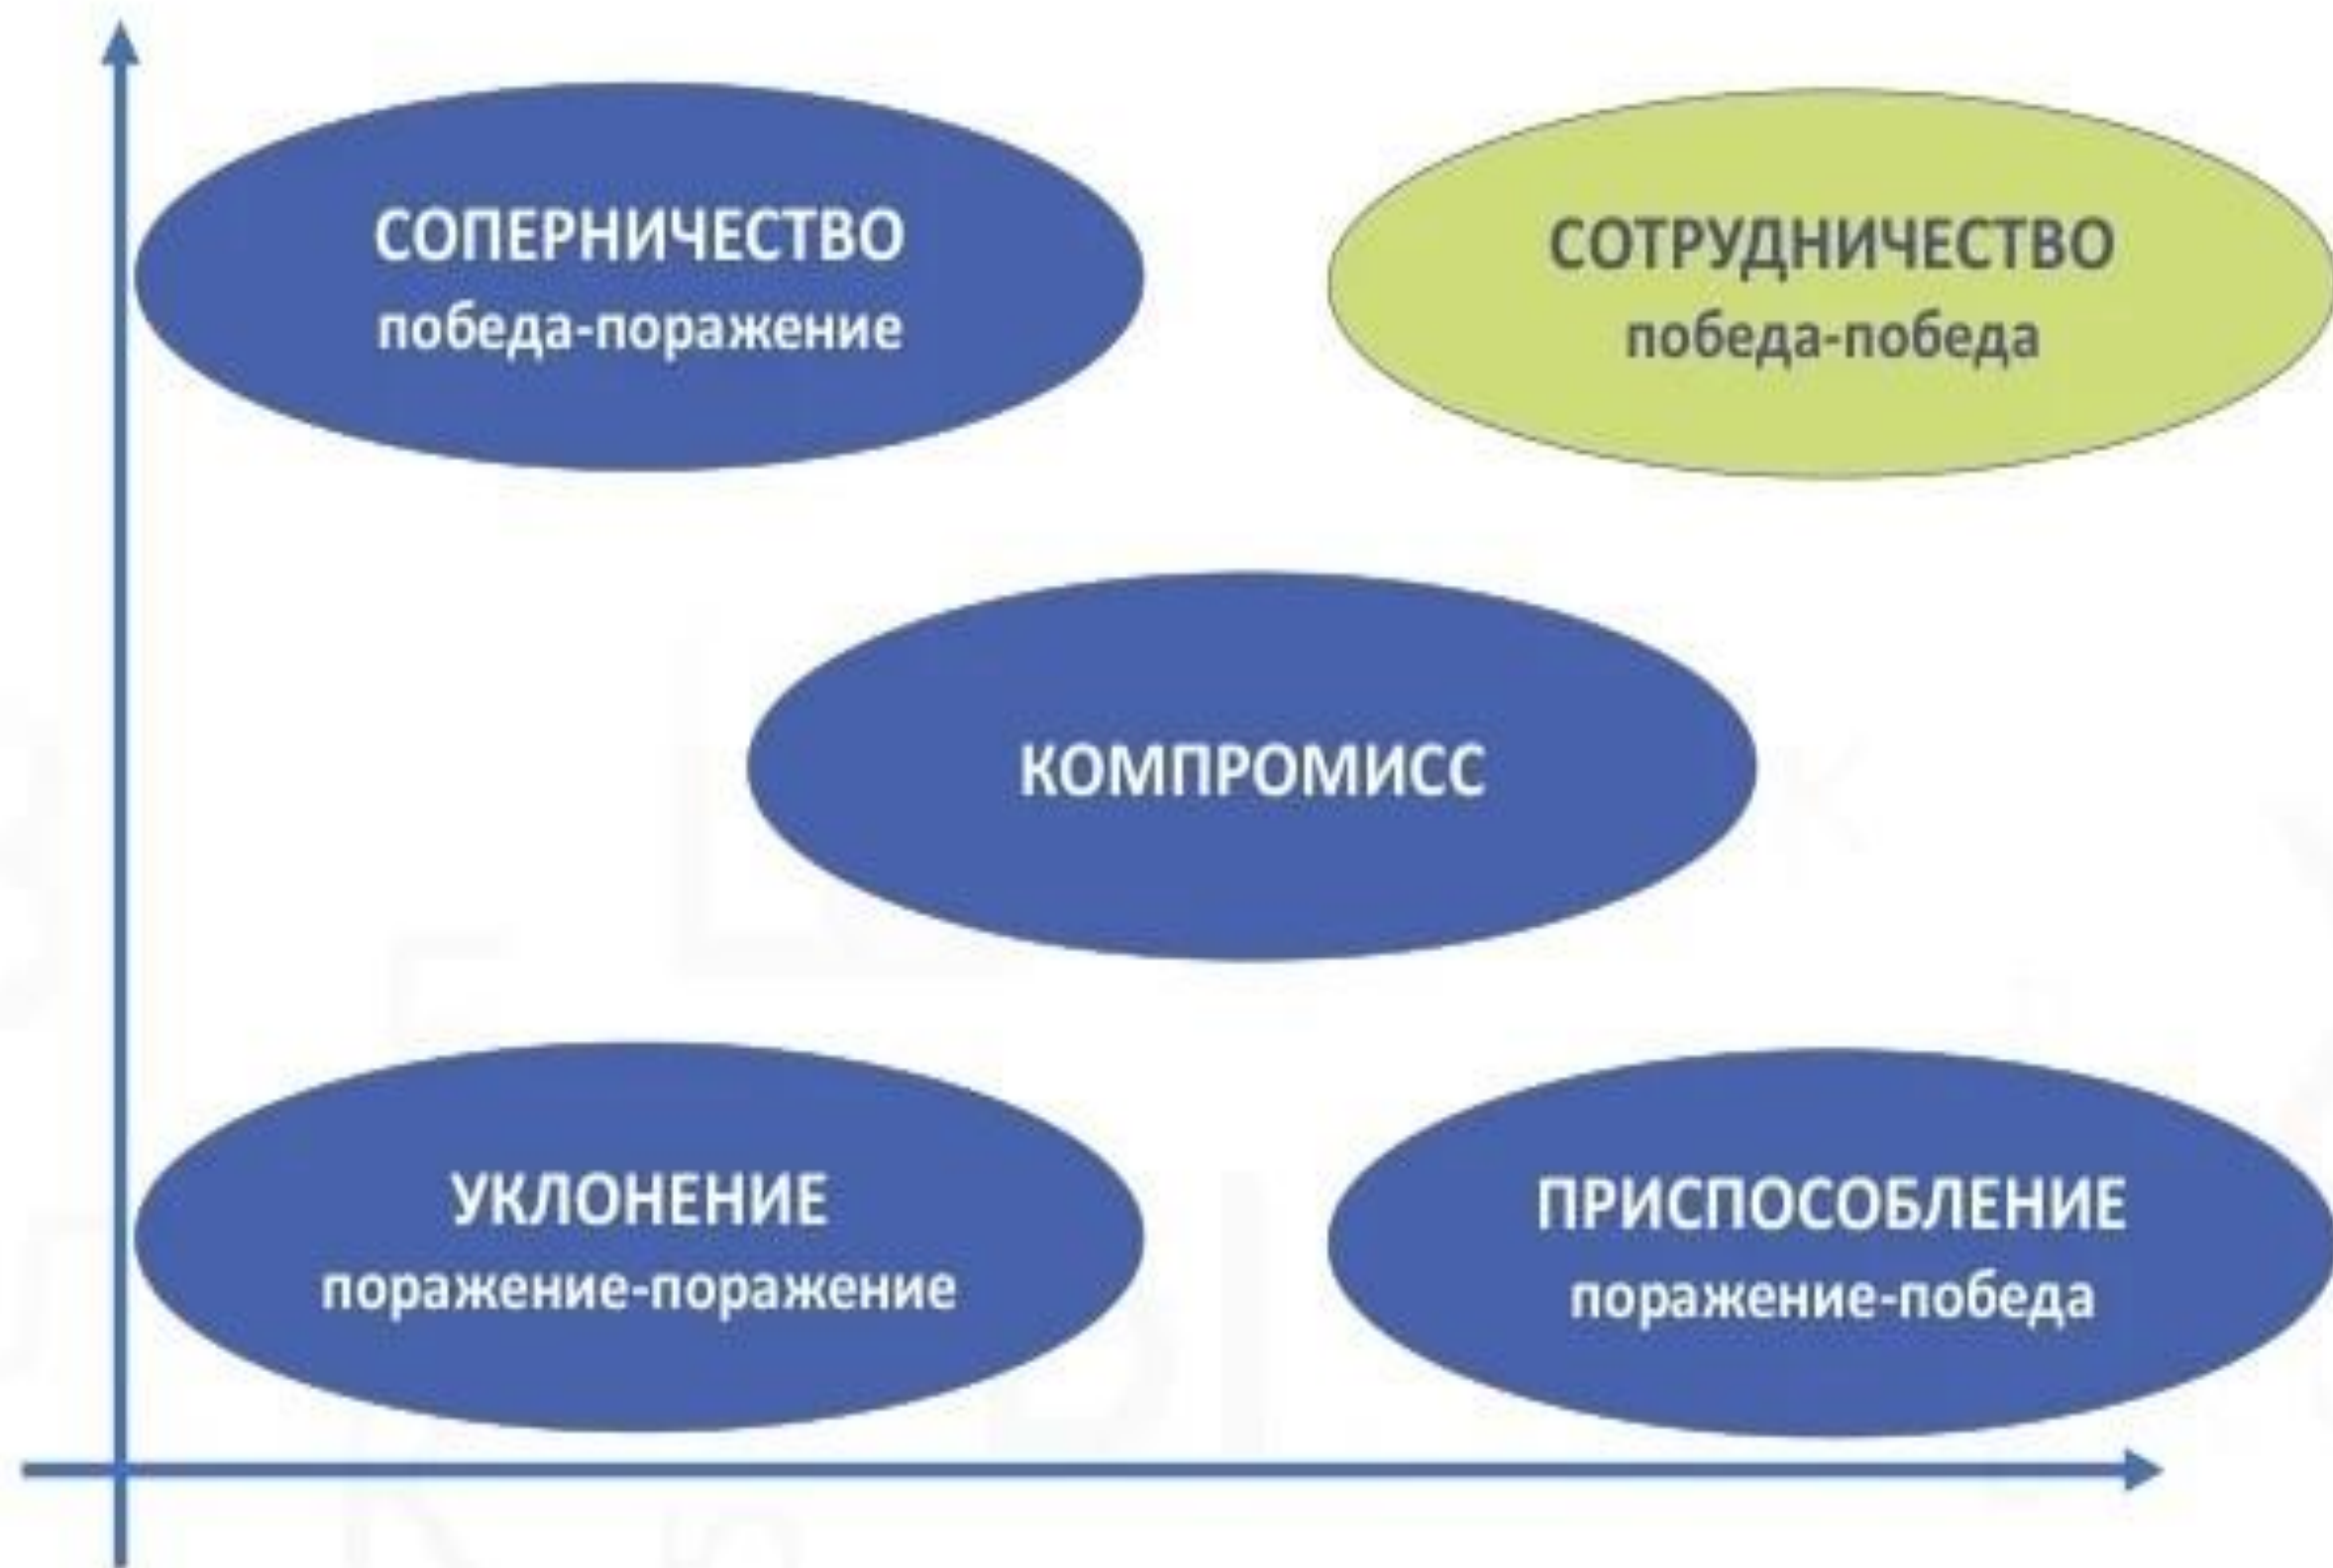 СОПЕРНИЧЕСТВО
победа-поражение
СОТРУДНИЧЕСТВО
победа-победа
КОМПРОМИСС
УКЛОНЕНИЕ
поражение-поражение
ПРИСПОСОБЛЕНИЕ
поражение-победа